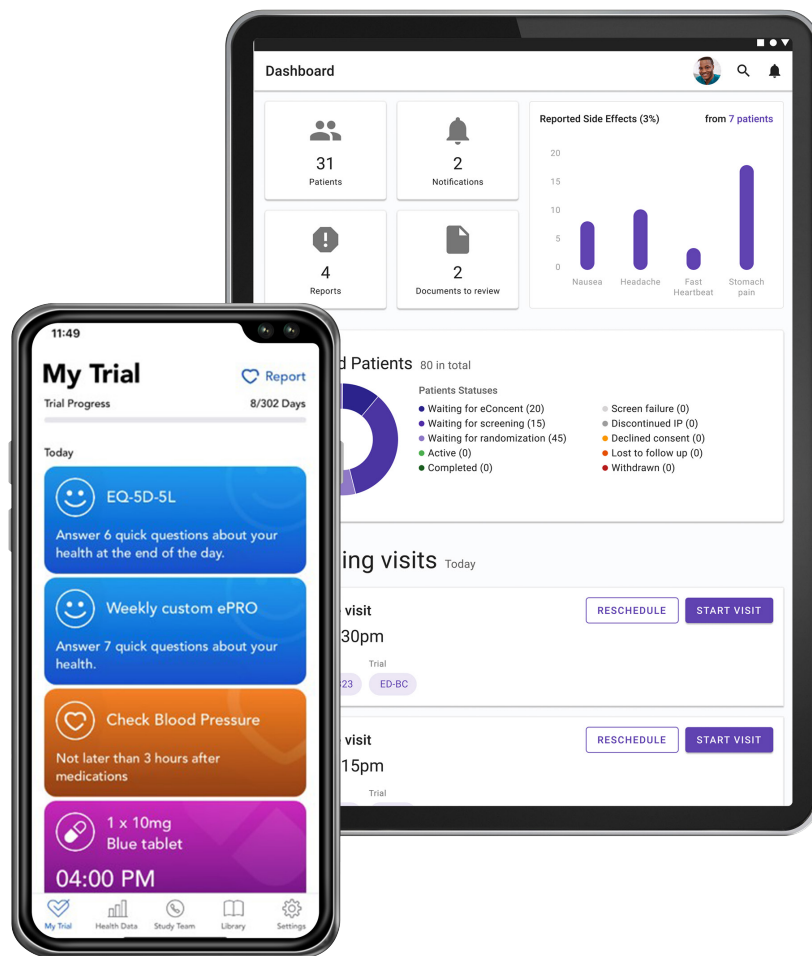 Dashboard
31
Patients
2
Notifications
4
Reports
2
Documents to review
Reported Side Effects (3%)
from 7 patients
20
15
10
5
0
Nausea
Headache
Fast
Heartbeat
Stomach
pain
Patients 80 in total
Patients Statuses
Waiting for eConcent (20)
Waiting for screening (15)
Waiting for randomization (45)
Active (0)
Completed (0)
Screen failure (0)
Discontinued IP (0)
Declined consent (0)
Lost to follow up (0)
Withdrawn (0)
ing visits Today
visit
30pm
RESCHEDULE
START VISIT
Trial
323
ED-BC
visit
15pm
RESCHEDULE
START VISIT
Trial
11:49
My Trial
Report
Trial Progress
8/302 Days
Today
EQ-5D-5L
Answer 6 quick questions about your
health at the end of the day.
Weekly custom ePRO
Answer 7 quick questions about your
health.
Check Blood Pressure
Not later than 3 hours after
medications
1 x 10mg
Blue tablet
04:00 PM
My Trial
Health Data
Study Team
Library
Settings